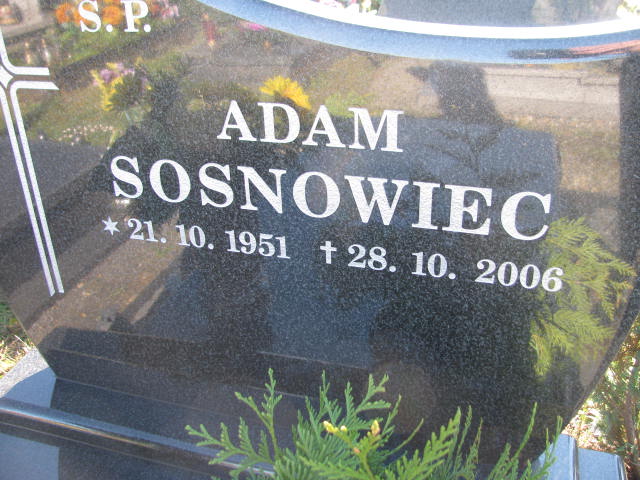 S.P.
ADAM
SOSNOWIEC
* 21. 10. 1951 † 28. 10. 2006